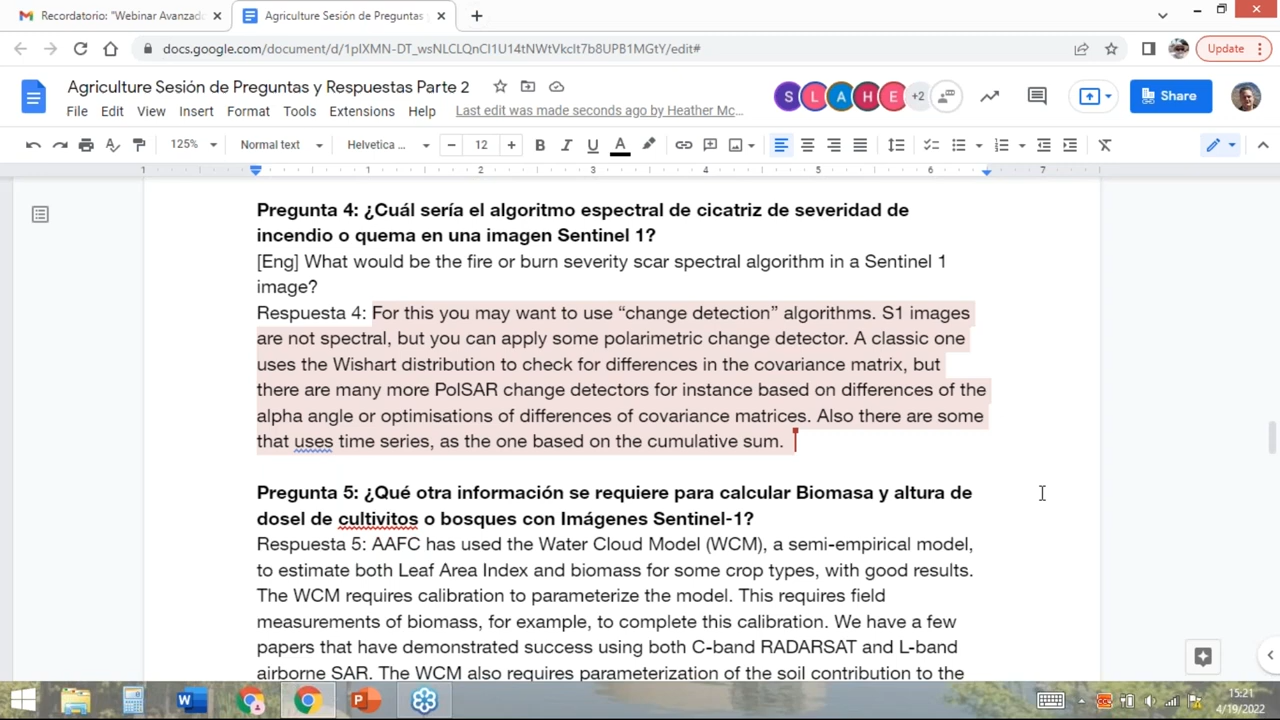 Recordatorio: "Webinar Avanzado
Agriculture Sesión de Preguntas y
docs.google.com/document/d/1pIXMN-DT_wsNLCLQnCI1U14tNWtVkcIt7b8UPB1MGtY/edit#
Update
Agriculture Sesión de Preguntas y Respuestas Parte 2
S L A H E +2
Share
File Edit View Insert Format Tools Extensions Help Last edit was made seconds ago by Heather Mc...
125% Normal text Helvetica ... 12 B I U A
1 1 2 3 4 5 6 7
Pregunta 4: ¿Cuál sería el algoritmo espectral de cicatriz de severidad de
incendio o quema en una imagen Sentinel 1?
[Eng] What would be the fire or burn severity scar spectral algorithm in a Sentinel 1
image?
Respuesta 4: For this you may want to use “change detection” algorithms. S1 images
are not spectral, but you can apply some polarimetric change detector. A classic one
uses the Wishart distribution to check for differences in the covariance matrix, but
there are many more PolSAR change detectors for instance based on differences of the
alpha angle or optimisations of differences of covariance matrices. Also there are some
that uses time series, as the one based on the cumulative sum.
Pregunta 5: ¿Qué otra información se requiere para calcular Biomasa y altura de
dosel de cultivitos o bosques con Imágenes Sentinel-1?
Respuesta 5: AAFC has used the Water Cloud Model (WCM), a semi-empirical model,
to estimate both Leaf Area Index and biomass for some crop types, with good results.
The WCM requires calibration to parameterize the model. This requires field
measurements of biomass, for example, to complete this calibration. We have a few
papers that have demonstrated success using both C-band RADARSAT and L-band
airborne SAR. The WCM also requires parameterization of the soil contribution to the
15:21
4/19/2022